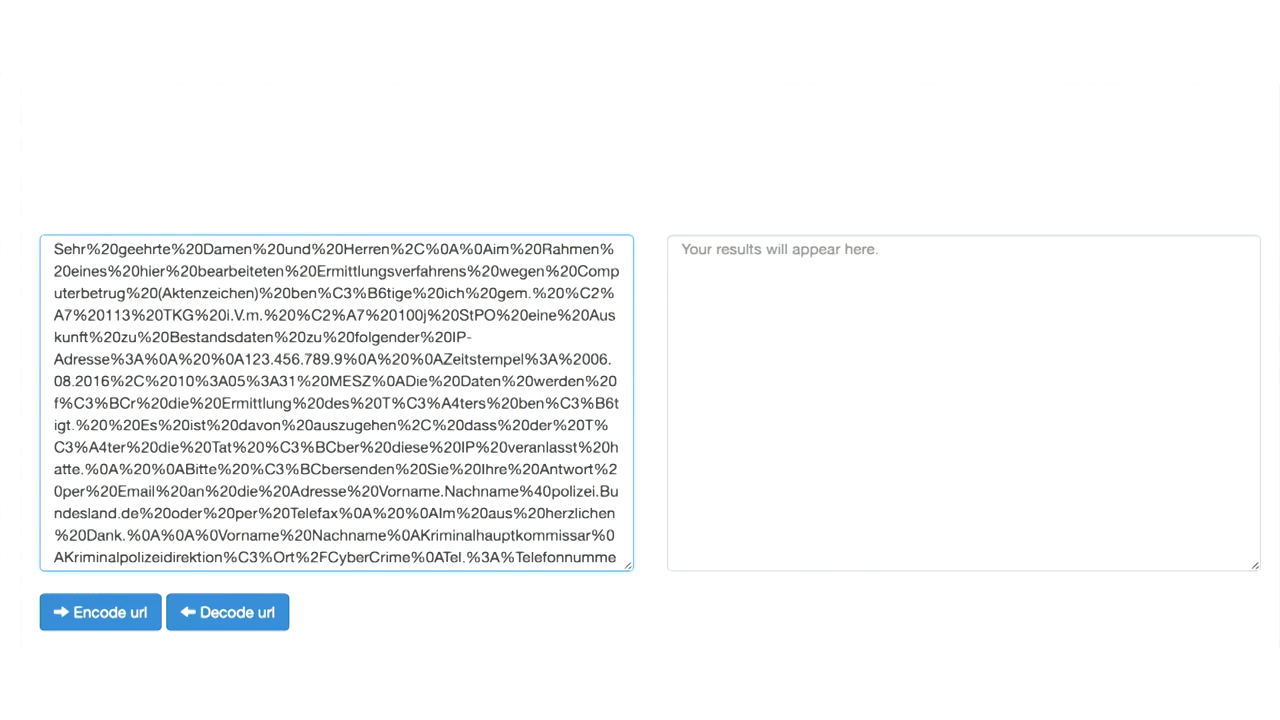 Sehr%20geehrte%20Damen%20und%20Herren%2C%0A%0Aim%20Rahmen%
20eines%20hier%20bearbeiteten%20Ermittlungsverfahrens%20wegen%20Comp
uterbetrug%20(Aktenzeichen)%20ben%C3%B6tige%20ich%20gem.%20%C2%
A7%20113%20TKG%20i.V.m.%20%C2%A7%20100j%20StPO%20eine%20Aus
kunft%20zu%20Bestandsdaten%20zu%20folgender%20IP-
Adresse%3A%0A%20%0A123.456.789.9%0A%20%0AZeitstempel%3A%2006.
08.2016%2C%2010%3A05%3A31%20MESZ%0ADie%20Daten%20werden%20
f%C3%BCr%20die%20Ermittlung%20des%20T%C3%A4ters%20ben%C3%B6t
igt.%20%20Es%20ist%20davon%20auszugehen%2C%20dass%20der%20T%
C3%A4ter%20die%20Tat%20%C3%BCber%20diese%20IP%20veranlasst%20h
atte.%0A%20%0ABitte%20%C3%BCbersenden%20Sie%20Ihre%20Antwort%2
0per%20Email%20an%20die%20Adresse%20Vorname.Nachname%40polizei.Bu
ndesland.de%20oder%20per%20Telefax%0A%20%0AIm%20aus%20herzlichen
%20Dank.%0A%0A%0Vorname%20Nachname%0AKriminalhauptkommissar%0
AKriminalpolizeidirektion%C3%Ort%2FCyberCrime%0ATel.%3A%Telefonnumme
Your results will appear here.
Encode url
Decode url